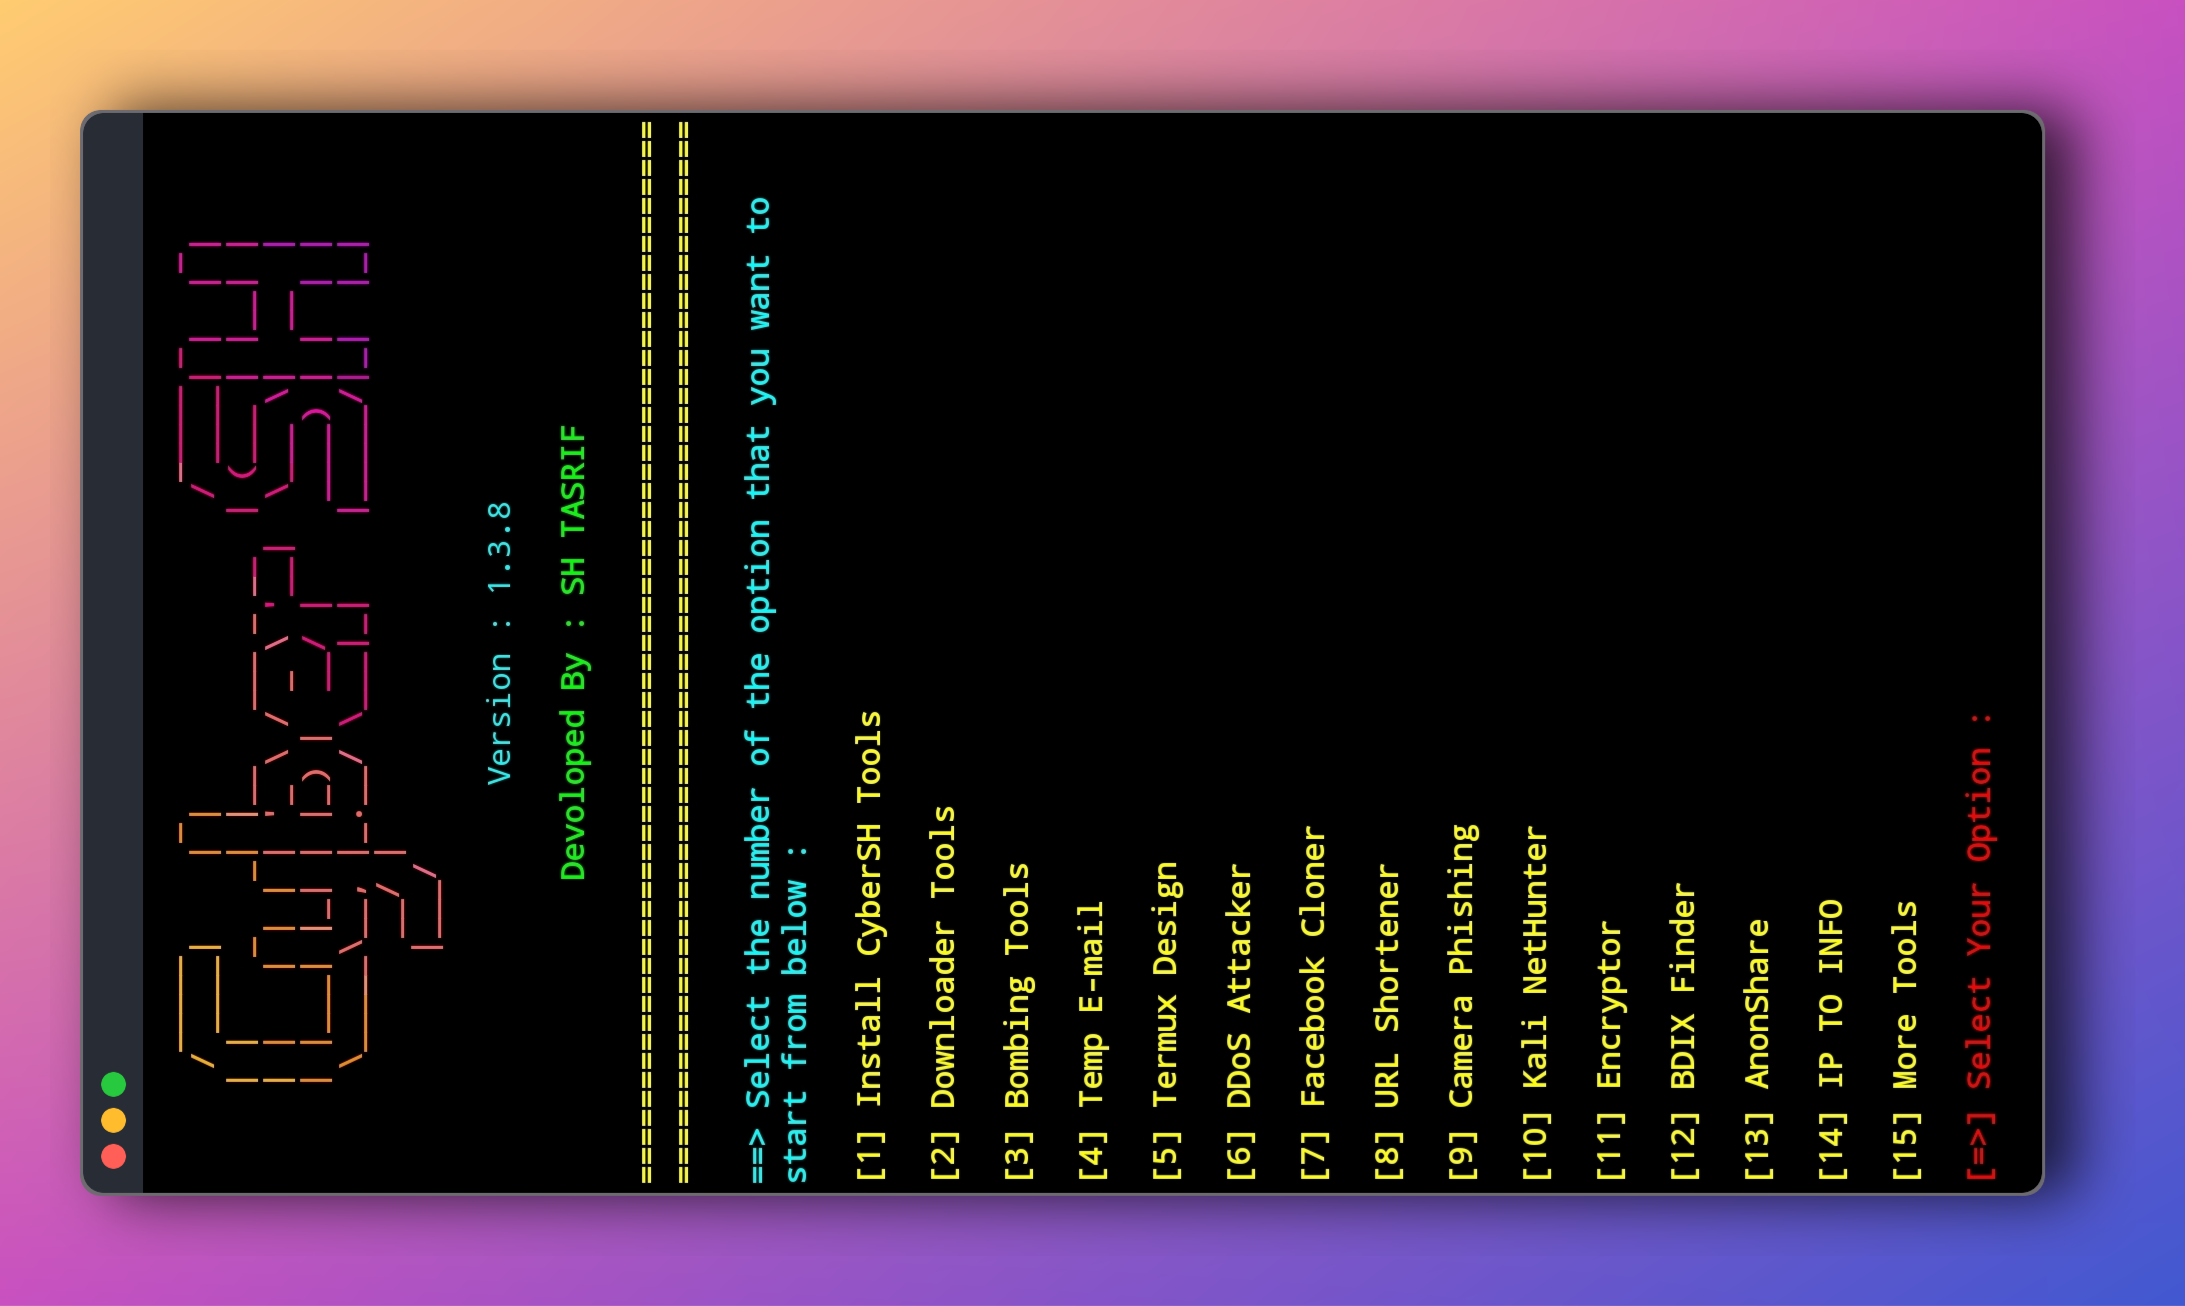 CyberSH
Version : 1.3.8
Devoloped By : SH TASRIF
==> Select the number of the option that you want to
start from below :
[1] Install CyberSH Tools
[2] Downloader Tools
[3] Bombing Tools
[4] Temp E-mail
[5] Termux Design
[6] DDoS Attacker
[7] Facebook Cloner
[8] URL Shortener
[9] Camera Phishing
[10] Kali NetHunter
[11] Encryptor
[12] BDIX Finder
[13] AnonShare
[14] IP TO INFO
[15] More Tools
[=>] Select Your Option :